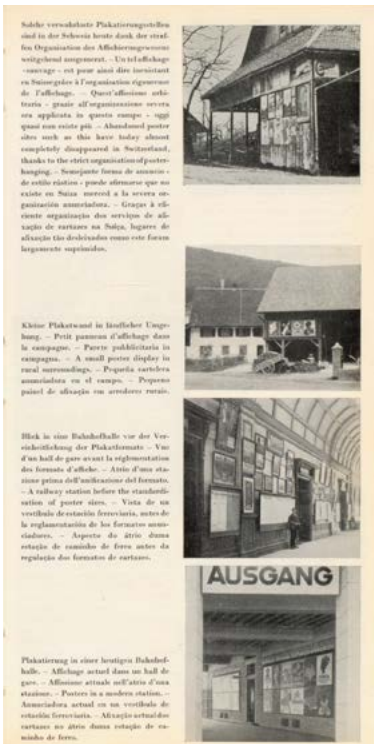 Solche verwahrloste Plakatierungsstellen
sind in der Schweiz heute dank der straf-
fen Organisation des Affichierungswesens
weitgehend ausgemerzt. – Un tel affichage
«sauvage» est pour ainsi dire inexistant
en Suisse grâce à l'organisation rigoureuse
de l'affichage. – Quest'affissione arbi-
traria – grazie all'organizzazione severa
ora applicata in questo campo – oggi
quasi non esiste più. – Abandoned poster
sites such as this have today almost
completely disappeared in Switzerland,
thanks to the strict organisation of poster-
hanging. – Semejante forma de anuncio –
de estilo rústico – puede afirmarse que no
existe en Suiza merced a la severa or-
ganización anunciadora. – Graças à efi-
ciente organização dos serviços de afi-
xação de cartazes na Suíça, lugares de
afixação tão desleixados como este foram
largamente suprimidos.
Kleine Plakatwand in ländlicher Umge-
bung. – Petit panneau d'affichage dans
la campagne. – Parete pubblicitaria in
campagna. – A small poster display in
rural surroundings. – Pequeña cartelera
anunciadora en el campo. – Pequeno
painel de afixação em arredores rurais.
Blick in eine Bahnhofhalle vor der Ver-
einheitlichung der Plakatformate – Vue
d'un hall de gare avant la réglementation
des formats d'affiche. – Atrio d'una sta-
zione prima dell'unificazione del formato.
– A railway station before the standardi-
sation of poster sizes. – Vista de un
vestíbulo de estación ferroviaria, antes de
la reglamentación de los formatos anun-
ciadores. – Aspecto do átrio duma
estação de caminho de ferro antes da
regulação dos formatos de cartazes.
AUSGANG
Plakatierung in einer heutigen Bahnhof-
halle. – Affichage actuel dans un hall de
gare. – Affissione attuale nell'atrio d'una
stazione. – Posters in a modern station. –
Anunciadora actual en un vestíbulo de
estación ferroviaria. – Afixação actual dos
cartazes no átrio duma estação de ca-
minho de ferro.